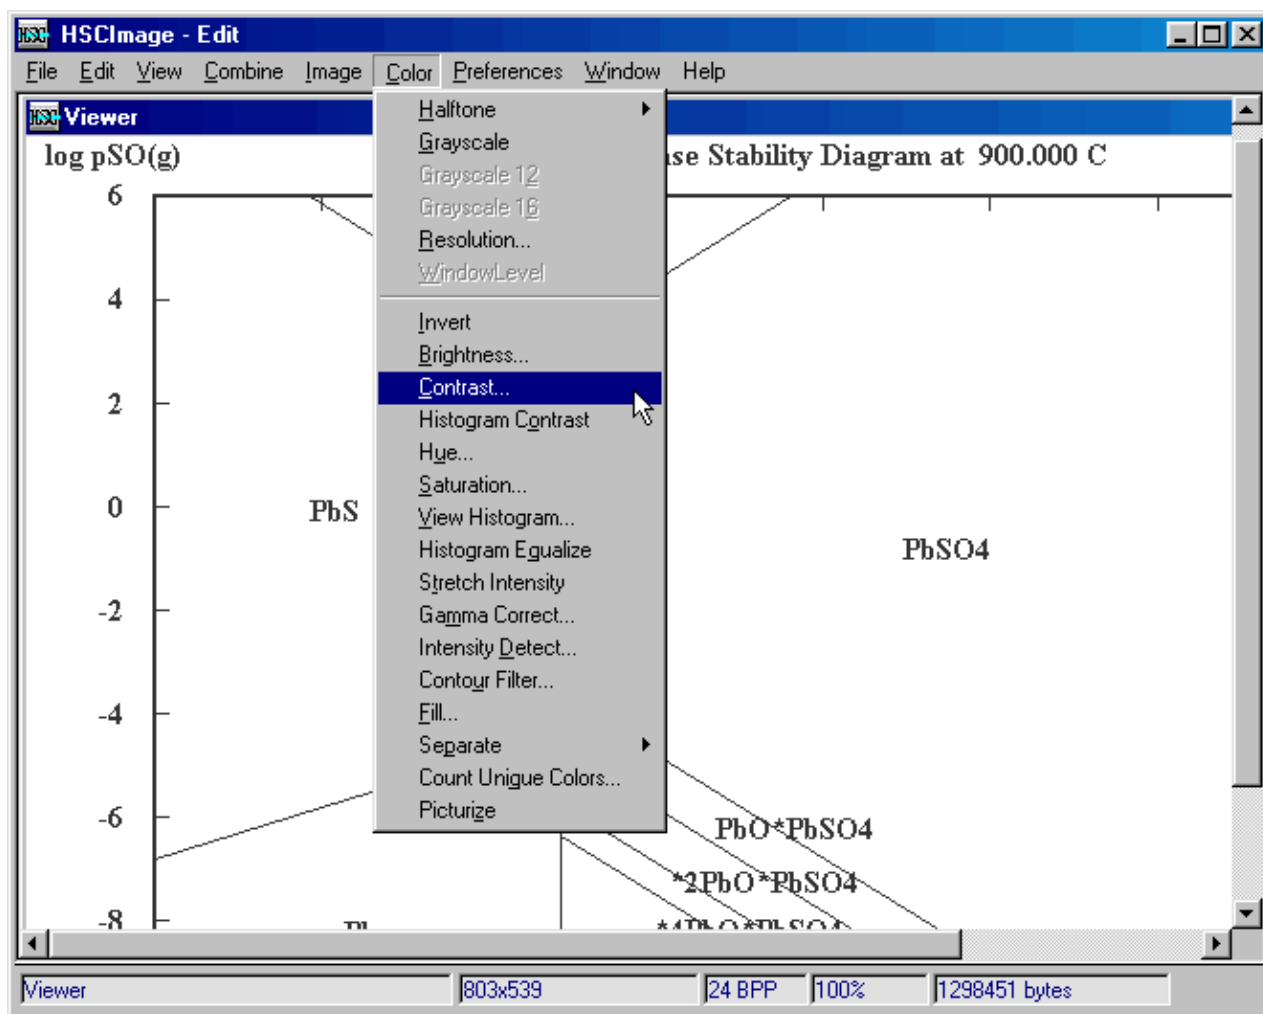 HSCImage - Edit
File Edit View Combine Image Color Preferences Window Help
Viewer
log pSO(g)
se Stability Diagram at 900.000 C
Halftone
Grayscale
Grayscale 12
Grayscale 16
Resolution...
WindowLevel
Invert
Brightness...
Contrast...
Histogram Contrast
Hue...
Saturation...
View Histogram...
Histogram Equalize
Stretch Intensity
Gamma Correct...
Intensity Detect...
Contour Filter...
Fill...
Separate
Count Unique Colors...
Picturize
6
4
2
0
-2
-4
-6
-8
PbS
PbSO4
PbO*PbSO4
*2PbO*PbSO4
*4PbO*PbSO4
Viewer 803x539 24 BPP 100% 1298451 bytes